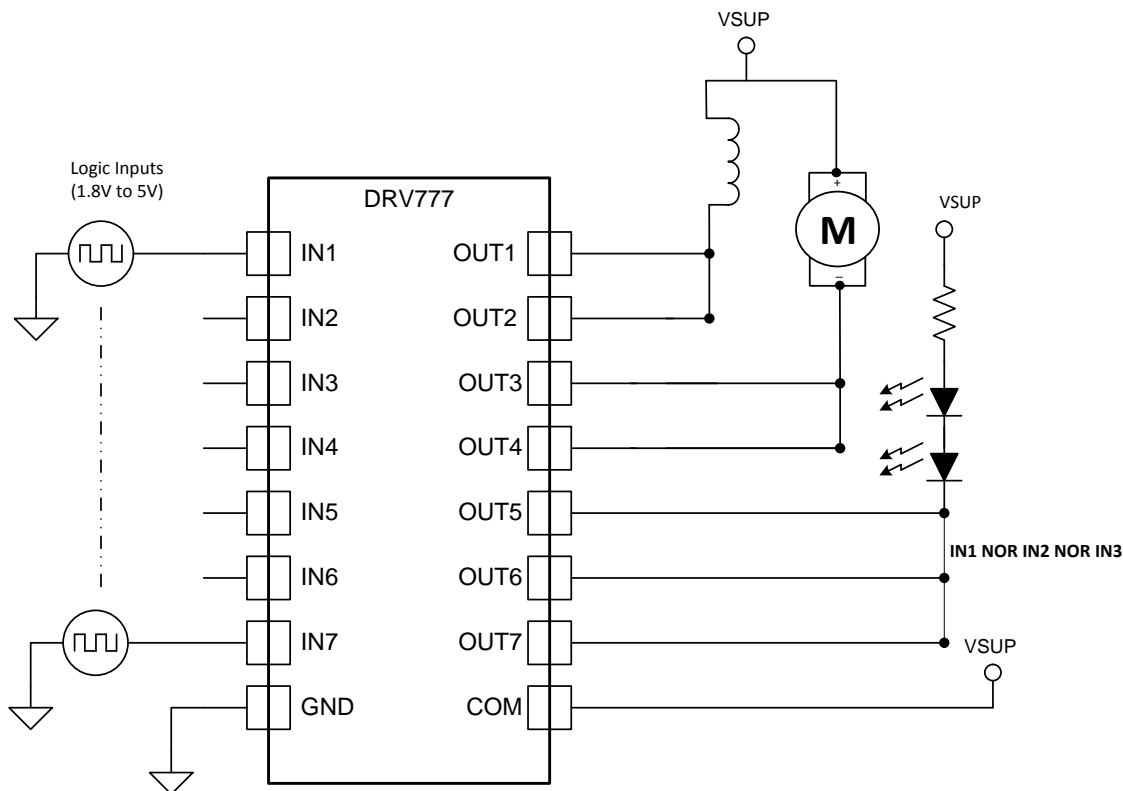 VSUP
Logic Inputs
(1.8V to 5V)
DRV777
VSUP
+
M
−
IN1
OUT1
IN2
OUT2
IN3
OUT3
IN4
OUT4
IN5
OUT5
IN1 NOR IN2 NOR IN3
IN6
OUT6
IN7
OUT7
VSUP
GND
COM